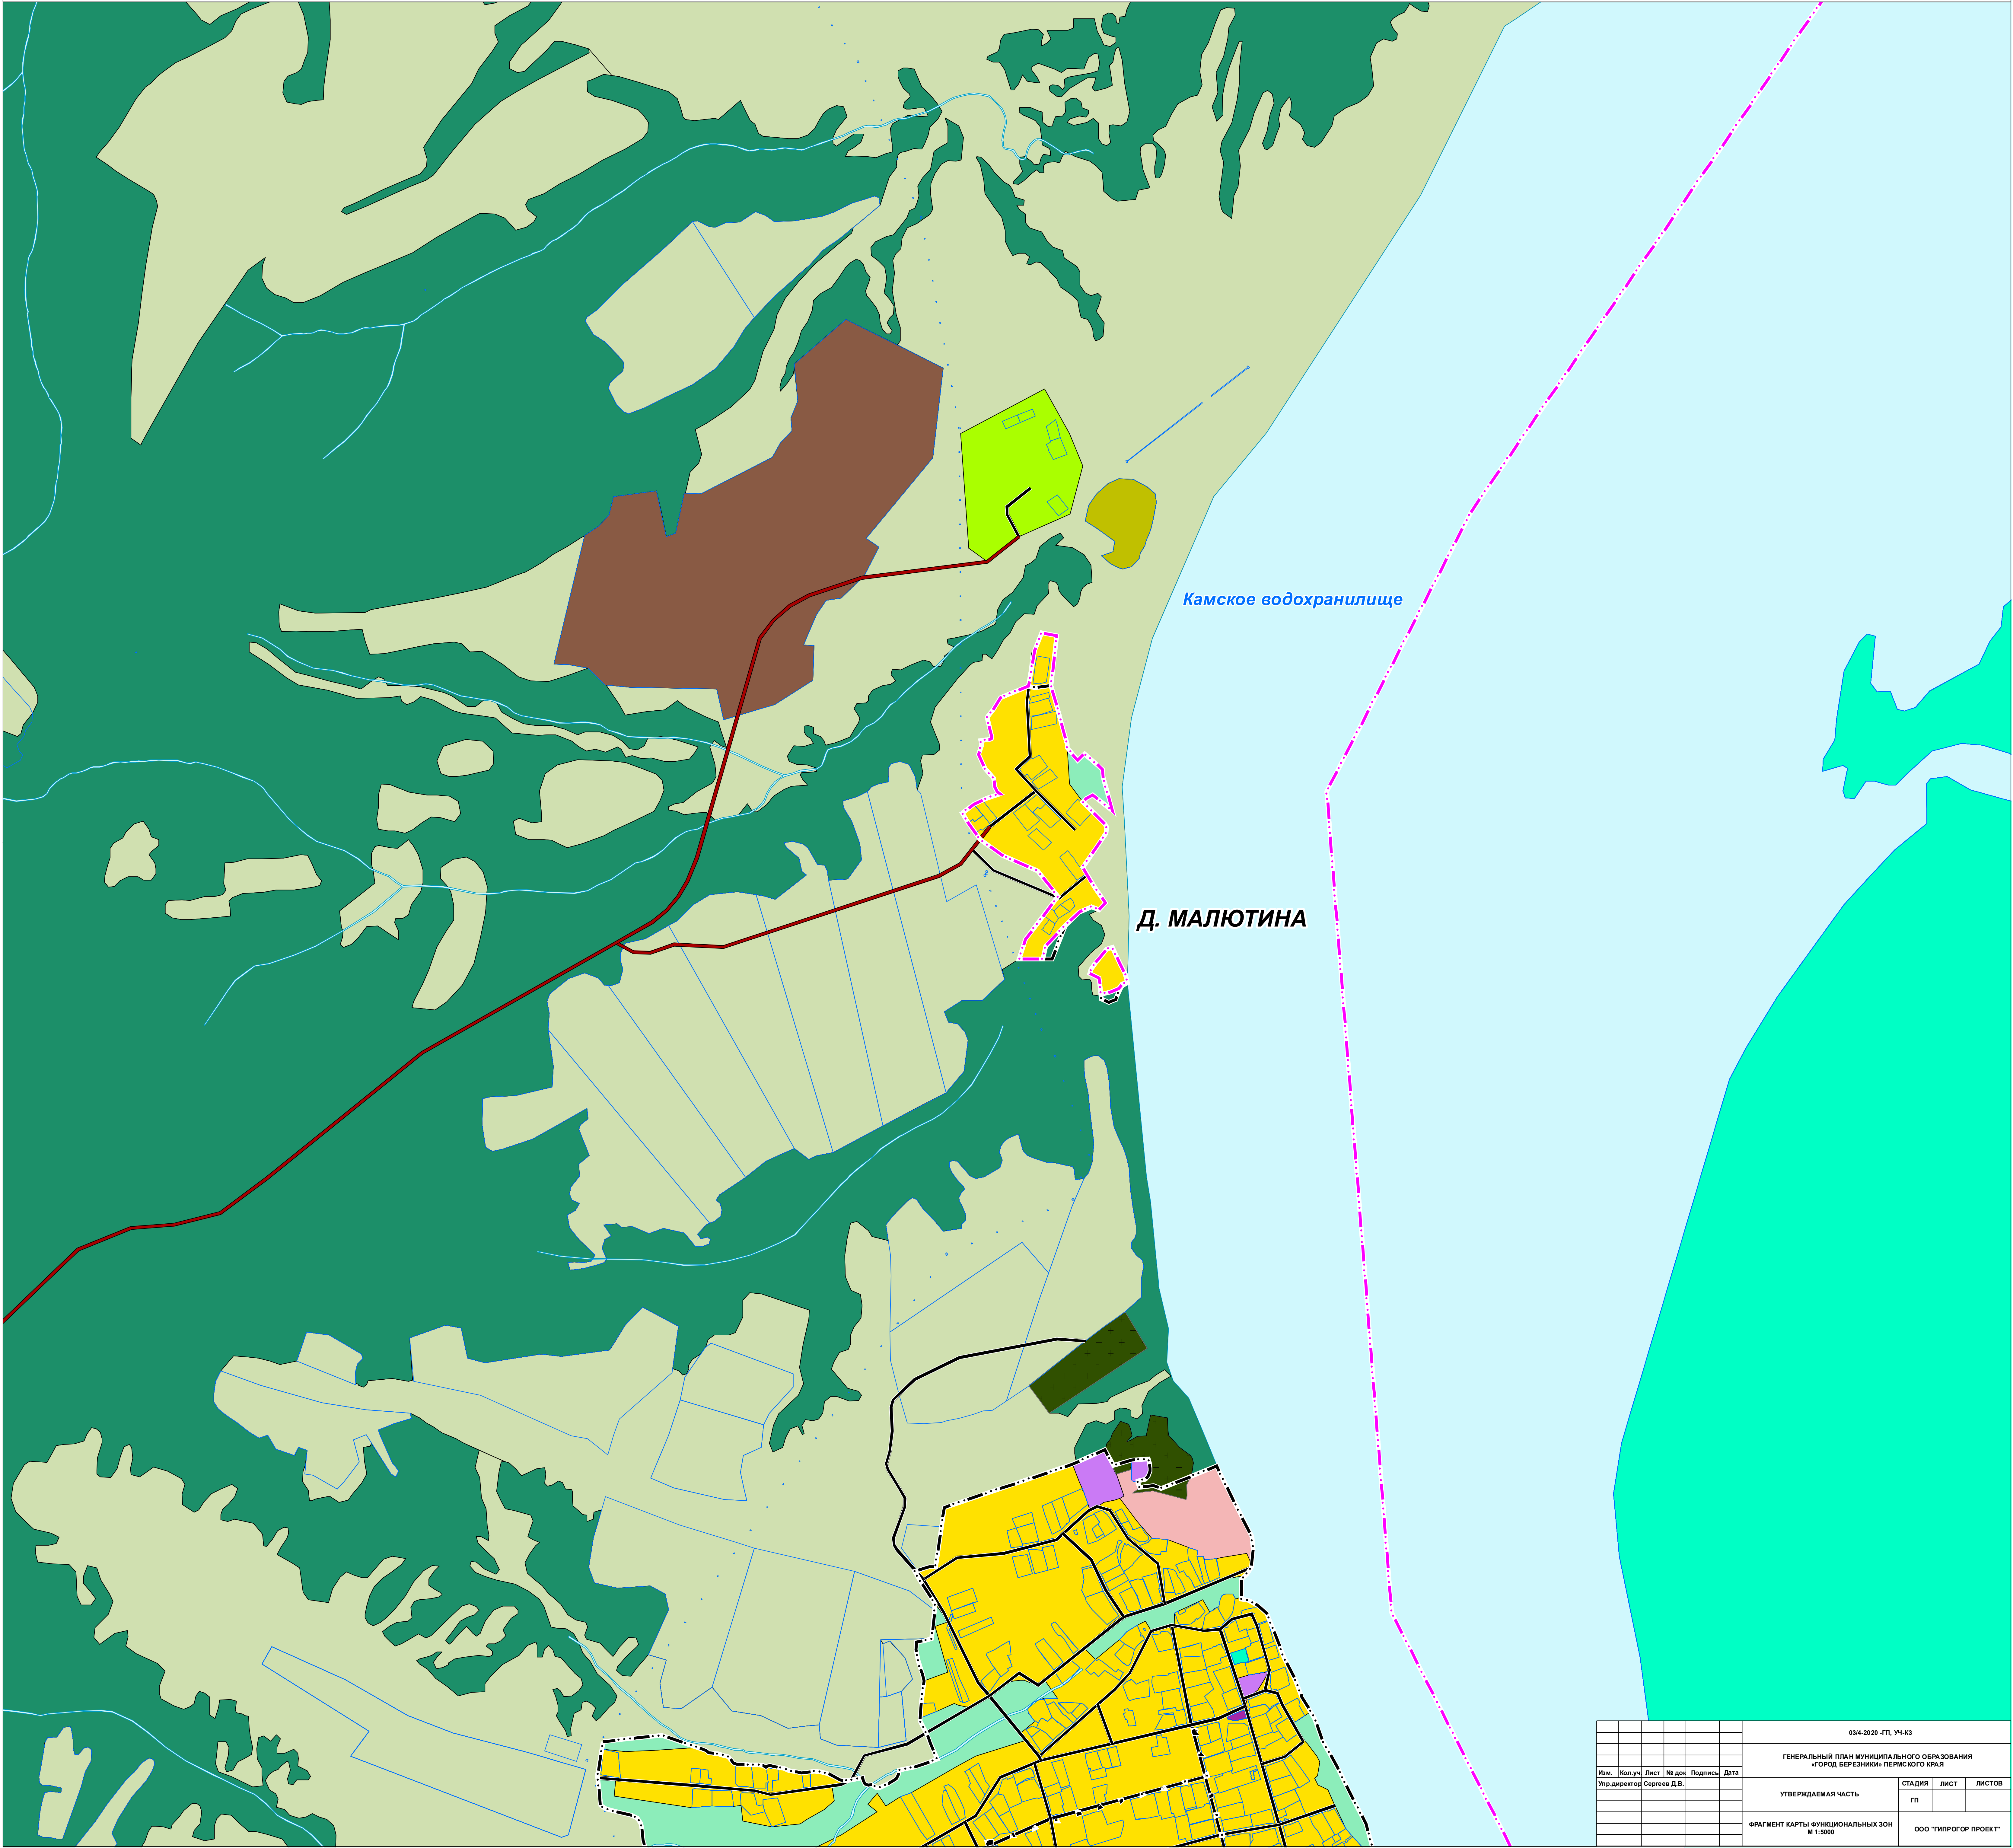 Камское водохранилище
Д. МАЛЮТИНА
03/4-2020 -ГП, УЧ-КЗ
ГЕНЕРАЛЬНЫЙ ПЛАН МУНИЦИПАЛЬНОГО ОБРАЗОВАНИЯ
«ГОРОД БЕРЕЗНИКИ» ПЕРМСКОГО КРАЯ
Изм. Кол.уч Лист № док Подпись Дата
Упр.директор Сергеев Д.В.
УТВЕРЖДАЕМАЯ ЧАСТЬ
СТАДИЯ ЛИСТ ЛИСТОВ
ГП
ФРАГМЕНТ КАРТЫ ФУНКЦИОНАЛЬНЫХ ЗОН
М 1:5000
ООО "ГИПРОГОР ПРОЕКТ"